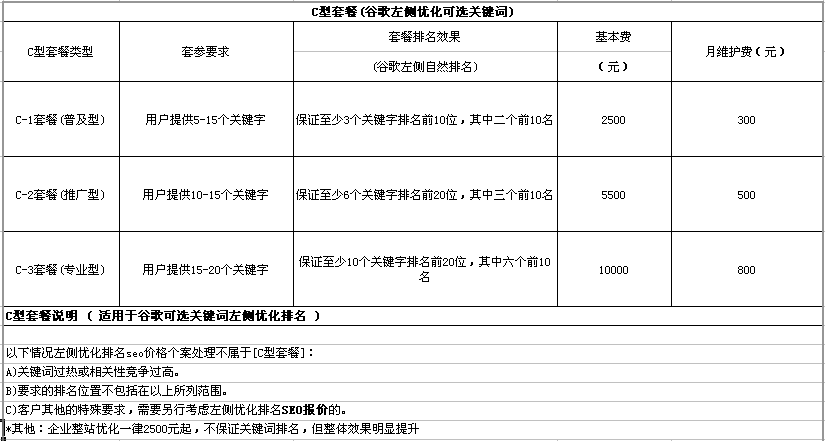 C型套餐(谷歌左侧优化可选关键词)
C型套餐类型 套参要求 套餐排名效果 基本费 月维护费（元）
(谷歌左侧自然排名) （元）
C-1套餐(普及型) 用户提供5-15个关键字 保证至少3个关键字排名前10位，其中二个前10名 2500 300
C-2套餐(推广型) 用户提供10-15个关键字 保证至少6个关键字排名前20位，其中三个前10名 5500 500
C-3套餐(专业型) 用户提供15-20个关键字 保证至少10个关键字排名前20位，其中六个前10名 10000 800
C型套餐说明 （ 适用于谷歌可选关键词左侧优化排名 ）
以下情况左侧优化排名seo价格个案处理不属于[C型套餐]：
A)关键词过热或相关性竞争过高。
B)要求的排名位置不包括在以上所列范围。
C)客户其他的特殊要求，需要另行考虑左侧优化排名SEO报价的。
*其他：企业整站优化一律2500元起，不保证关键词排名，但整体效果明显提升